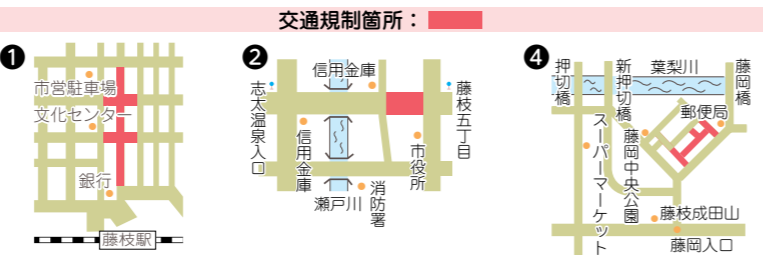 交通規制箇所：
❶
市営駐車場
文化センター
銀行
藤枝駅
❷
信用金庫
志太温泉入口
藤枝五丁目
信用金庫
市役所
瀬戸川
消防署
❹
押切橋
新押切橋
葉梨川
藤岡橋
郵便局
スーパーマーケット
藤岡中央公園
藤枝成田山
藤岡入口